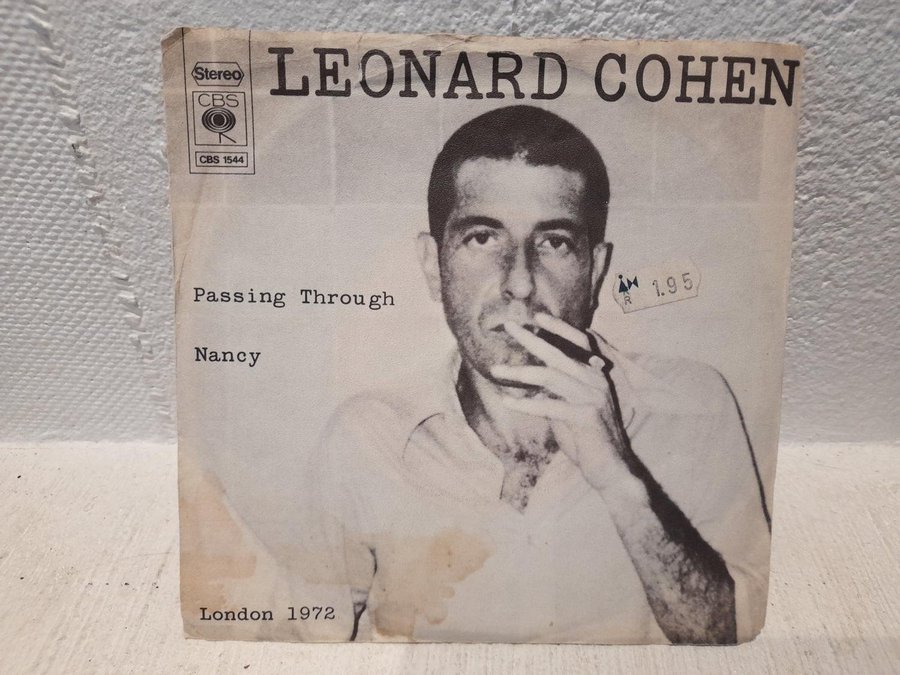 LEONARD COHEN
Stereo
CBS
CBS 1544
Passing Through
Nancy
R 1.95
London 1972